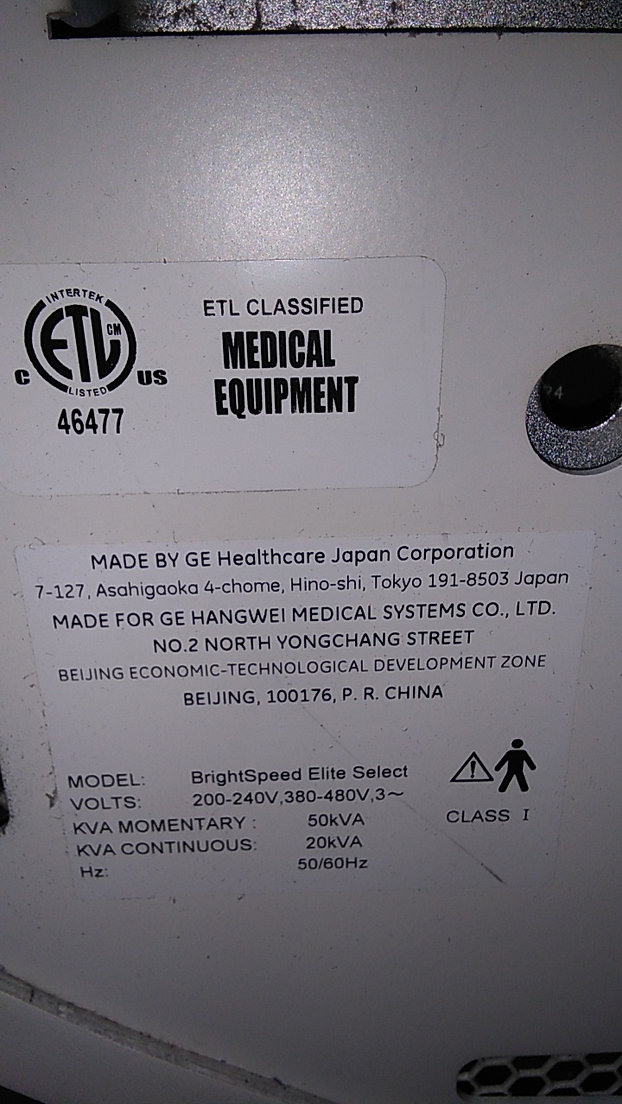 INTERTEK
ETL CM
LISTED
C US
46477
ETL CLASSIFIED
MEDICAL
EQUIPMENT
MADE BY GE Healthcare Japan Corporation
7-127, Asahigaoka 4-chome, Hino-shi, Tokyo 191-8503 Japan
MADE FOR GE HANGWEI MEDICAL SYSTEMS CO., LTD.
NO.2 NORTH YONGCHANG STREET
BEIJING ECONOMIC-TECHNOLOGICAL DEVELOPMENT ZONE
BEIJING, 100176, P. R. CHINA
MODEL: BrightSpeed Elite Select
VOLTS: 200-240V,380-480V,3~
KVA MOMENTARY : 50kVA
KVA CONTINUOUS: 20kVA
Hz: 50/60Hz
CLASS I